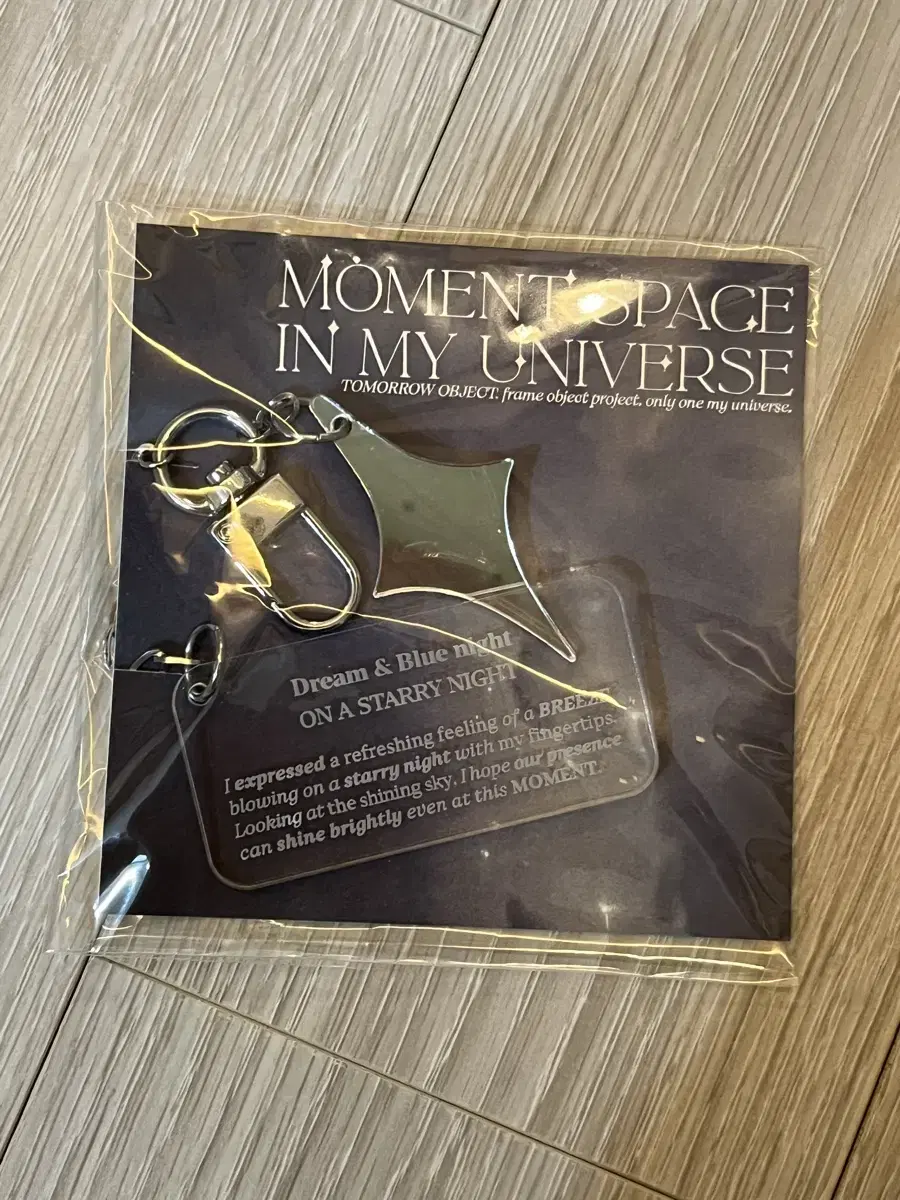 MOMENT SPACE
IN MY UNIVERSE
TOMORROW OBJECT. frame object project. only one my universe.
Dream & Blue night
ON A STARRY NIGHT
I expressed a refreshing feeling of a BREEZE
blowing on a starry night with my fingertips.
Looking at the shining sky, I hope our presence
can shine brightly even at this MOMENT.